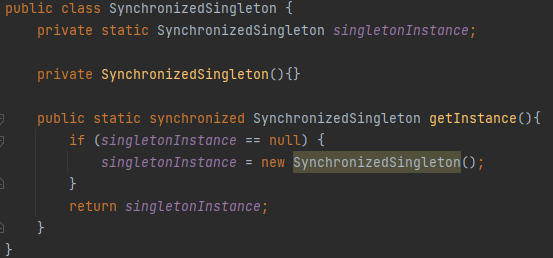 public class SynchronizedSingleton {
    private static SynchronizedSingleton singletonInstance;

    private SynchronizedSingleton(){}

    public static synchronized SynchronizedSingleton getInstance(){
        if (singletonInstance == null) {
            singletonInstance = new SynchronizedSingleton();
        }
        return singletonInstance;
    }
}